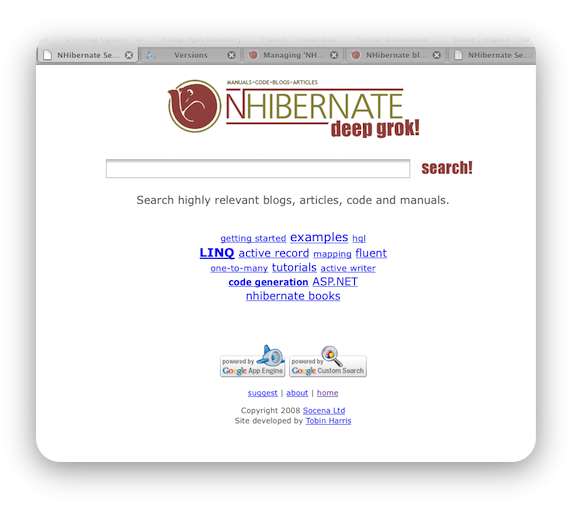 NHibernate Se...
Versions
Managing 'NH...
NHibernate bl...
NHibernate Se...
MANUALS•CODE•BLOGS•ARTICLES
NHIBERNATE
deep grok!
search!
Search highly relevant blogs, articles, code and manuals.
getting started examples hql
LINQ active record mapping fluent
one-to-many tutorials active writer
code generation ASP.NET
nhibernate books
powered by
Google App Engine
powered by
Google Custom Search
suggest | about | home
Copyright 2008 Socena Ltd
Site developed by Tobin Harris